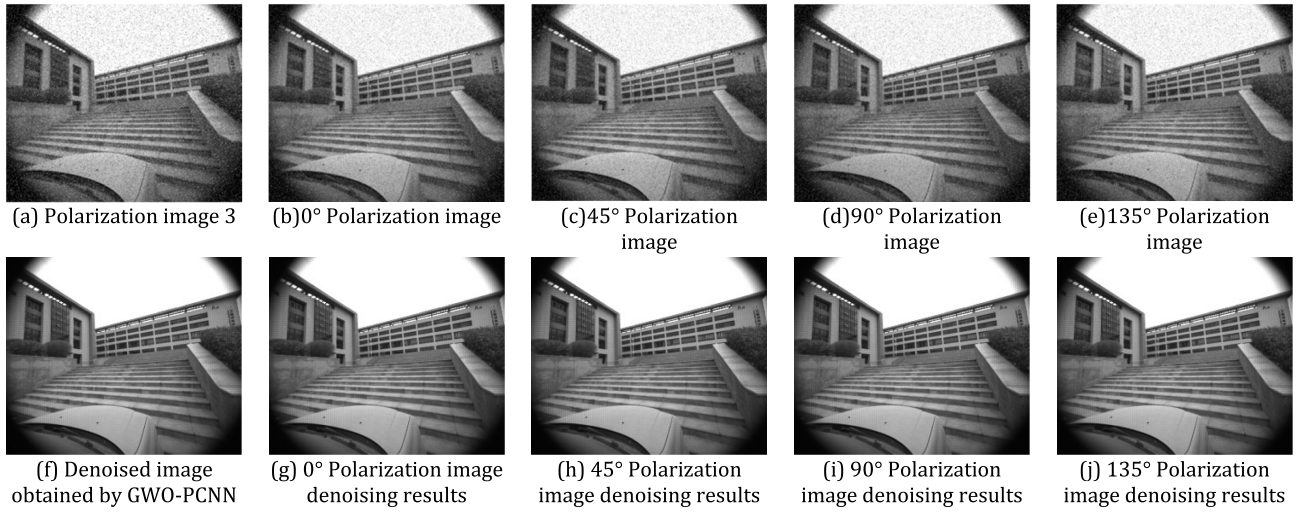 (a) Polarization image 3
(b)0° Polarization image
(c)45° Polarization
image
(d)90° Polarization
image
(e)135° Polarization
image
(f) Denoised image
obtained by GWO-PCNN
(g) 0° Polarization image
denoising results
(h) 45° Polarization
image denoising results
(i) 90° Polarization
image denoising results
(j) 135° Polarization
image denoising results